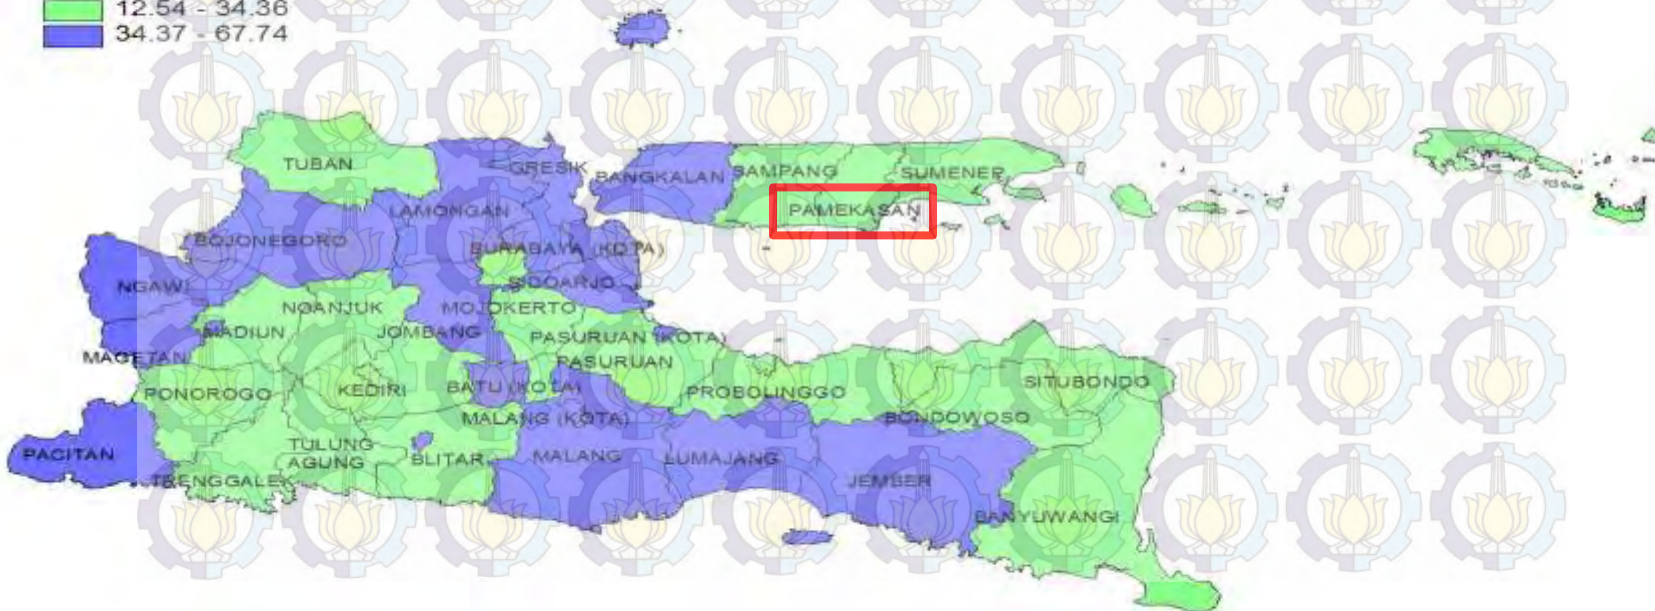 12.54 - 34.36
34.37 - 67.74
TUBAN
GRESIK
BANGKALAN
SAMPANG
SUMENEP
LAMONGAN
PAMEKASAN
BOJONEGORO
SURABAYA (KOTA)
NGAWI
SIDOARJO
NGANJUK
MOJOKERTO
MADIUN
JOMBANG
PASURUAN (KOTA)
MAGETAN
PASURUAN
PONOROGO
KEDIRI
BATU (KOTA)
PROBOLINGGO
SITUBONDO
MALANG (KOTA)
BONDOWOSO
PACITAN
TULUNG
AGUNG
BLITAR
MALANG
LUMAJANG
TRENGGALEK
JEMBER
BANYUWANGI